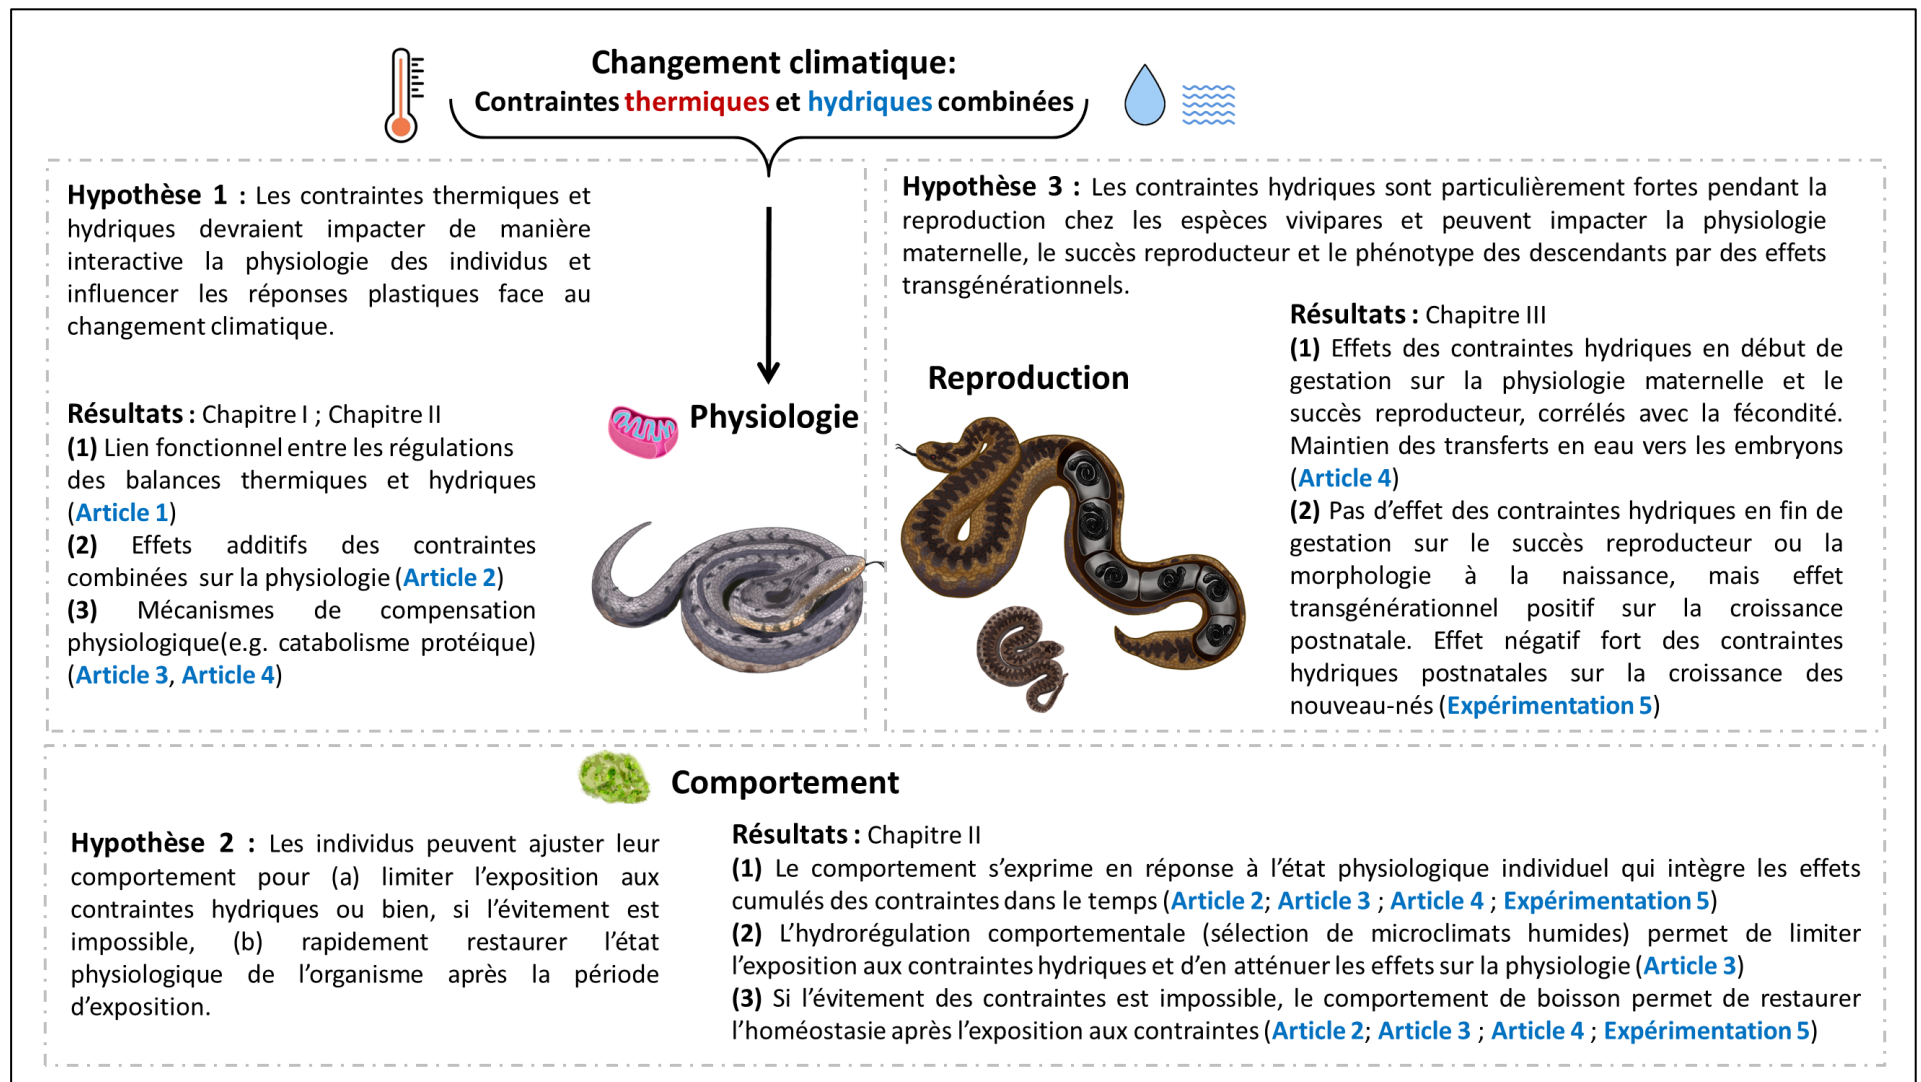 Changement climatique:
Contraintes thermiques et hydriques combinées
Hypothèse 1 : Les contraintes thermiques et
hydriques devraient impacter de manière
interactive la physiologie des individus et
influencer les réponses plastiques face au
changement climatique.
Résultats : Chapitre I ; Chapitre II
(1) Lien fonctionnel entre les régulations
des balances thermiques et hydriques
(Article 1)
(2) Effets additifs des contraintes
combinées sur la physiologie (Article 2)
(3) Mécanismes de compensation
physiologique(e.g. catabolisme protéique)
(Article 3, Article 4)
Physiologie
Hypothèse 3 : Les contraintes hydriques sont particulièrement fortes pendant la
reproduction chez les espèces vivipares et peuvent impacter la physiologie
maternelle, le succès reproducteur et le phénotype des descendants par des effets
transgénérationnels.
Reproduction
Résultats : Chapitre III
(1) Effets des contraintes hydriques en début de
gestation sur la physiologie maternelle et le
succès reproducteur, corrélés avec la fécondité.
Maintien des transferts en eau vers les embryons
(Article 4)
(2) Pas d’effet des contraintes hydriques en fin de
gestation sur le succès reproducteur ou la
morphologie à la naissance, mais effet
transgénérationnel positif sur la croissance
postnatale. Effet négatif fort des contraintes
hydriques postnatales sur la croissance des
nouveau-nés (Expérimentation 5)
Comportement
Hypothèse 2 : Les individus peuvent ajuster leur
comportement pour (a) limiter l’exposition aux
contraintes hydriques ou bien, si l’évitement est
impossible, (b) rapidement restaurer l’état
physiologique de l’organisme après la période
d’exposition.
Résultats : Chapitre II
(1) Le comportement s’exprime en réponse à l’état physiologique individuel qui intègre les effets
cumulés des contraintes dans le temps (Article 2; Article 3 ; Article 4 ; Expérimentation 5)
(2) L’hydrorégulation comportementale (sélection de microclimats humides) permet de limiter
l’exposition aux contraintes hydriques et d’en atténuer les effets sur la physiologie (Article 3)
(3) Si l’évitement des contraintes est impossible, le comportement de boisson permet de restaurer
l’homéostasie après l’exposition aux contraintes (Article 2; Article 3 ; Article 4 ; Expérimentation 5)